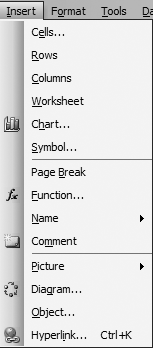 Insert Format Tools
Cells...
Rows
Columns
Worksheet
Chart...
Symbol...
Page Break
fx Function...
Name
Comment
Picture
Diagram...
Object...
Hyperlink... Ctrl+K